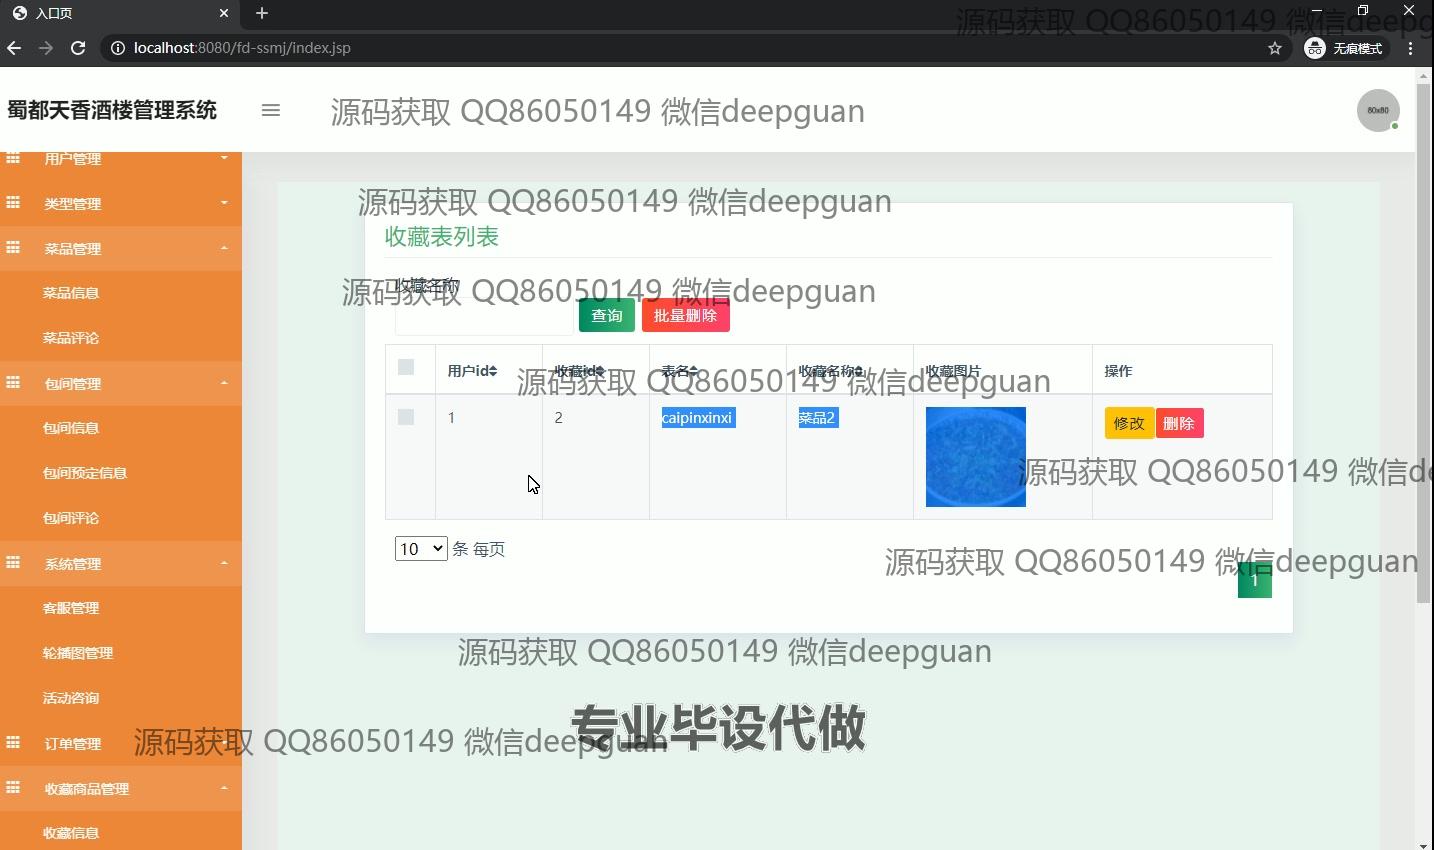 入口页
源码获取 QQ86050149 微信deepg
localhost:8080/fd-ssmj/index.jsp
无痕模式
蜀都天香酒楼管理系统
源码获取 QQ86050149 微信deepguan
80x80
用户管理
类型管理
源码获取 QQ86050149 微信deepguan
收藏表列表
菜品管理
收藏名称
源码获取 QQ86050149 微信deepguan
菜品信息
查询 批量删除
菜品评论
用户id 收藏id 表名 收藏名称 收藏图片 操作
源码获取 QQ86050149 微信deepguan
包间管理
1 2 caipinxinxi 菜品2 修改 删除
包间信息
包间预定信息
源码获取 QQ86050149 微信de
包间评论
10 条 每页
系统管理
源码获取 QQ86050149 微信deepguan
1
客服管理
轮播图管理
源码获取 QQ86050149 微信deepguan
活动咨询
专业毕设代做
订单管理
源码获取 QQ86050149 微信deepguan
收藏商品管理
收藏信息